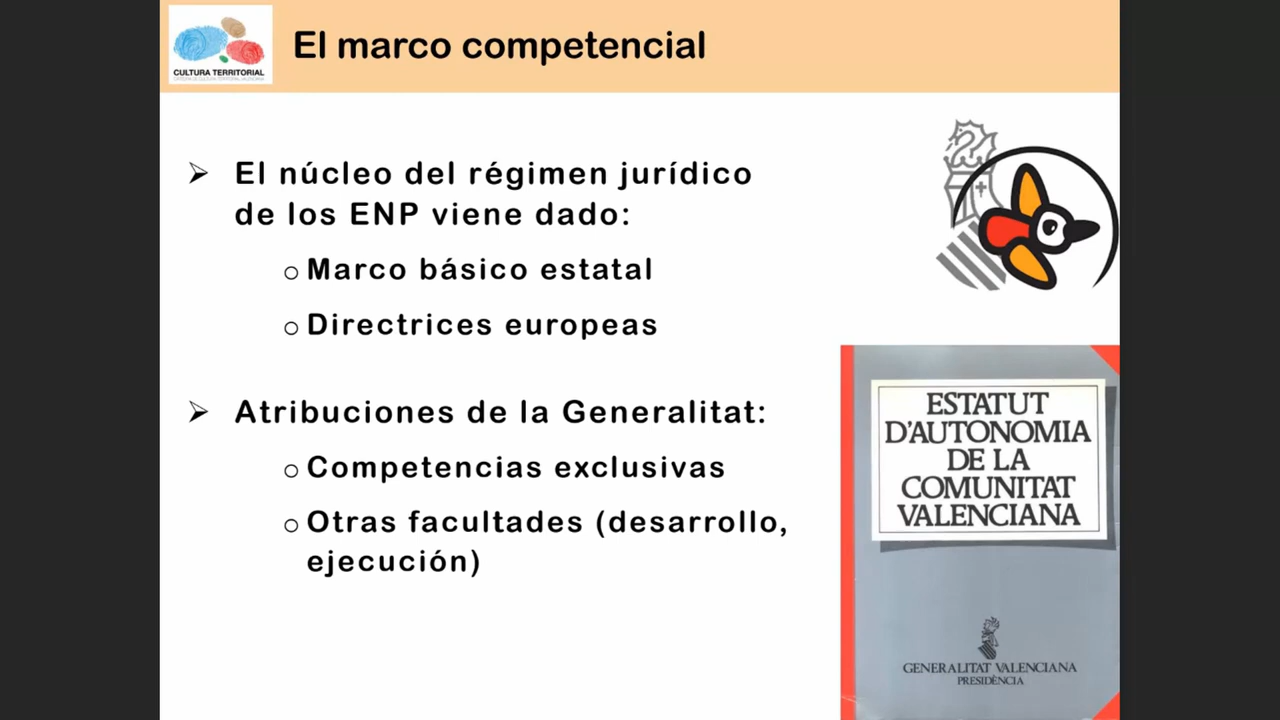 CULTURA TERRITORIAL
El marco competencial
El núcleo del régimen jurídico
de los ENP viene dado:
Marco básico estatal
Directrices europeas
Atribuciones de la Generalitat:
Competencias exclusivas
Otras facultades (desarrollo,
ejecución)
ESTATUT
D'AUTONOMIA
DE LA
COMUNITAT
VALENCIANA
GENERALITAT VALENCIANA
PRESIDÈNCIA